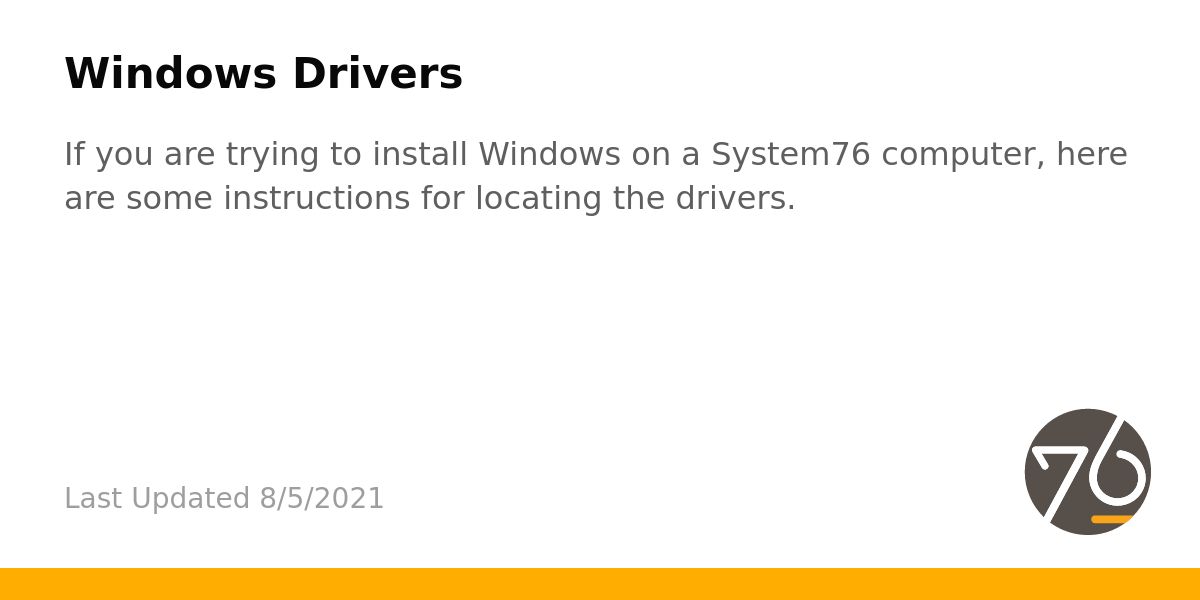 Windows Drivers
If you are trying to install Windows on a System76 computer, here
are some instructions for locating the drivers.
Last Updated 8/5/2021
76